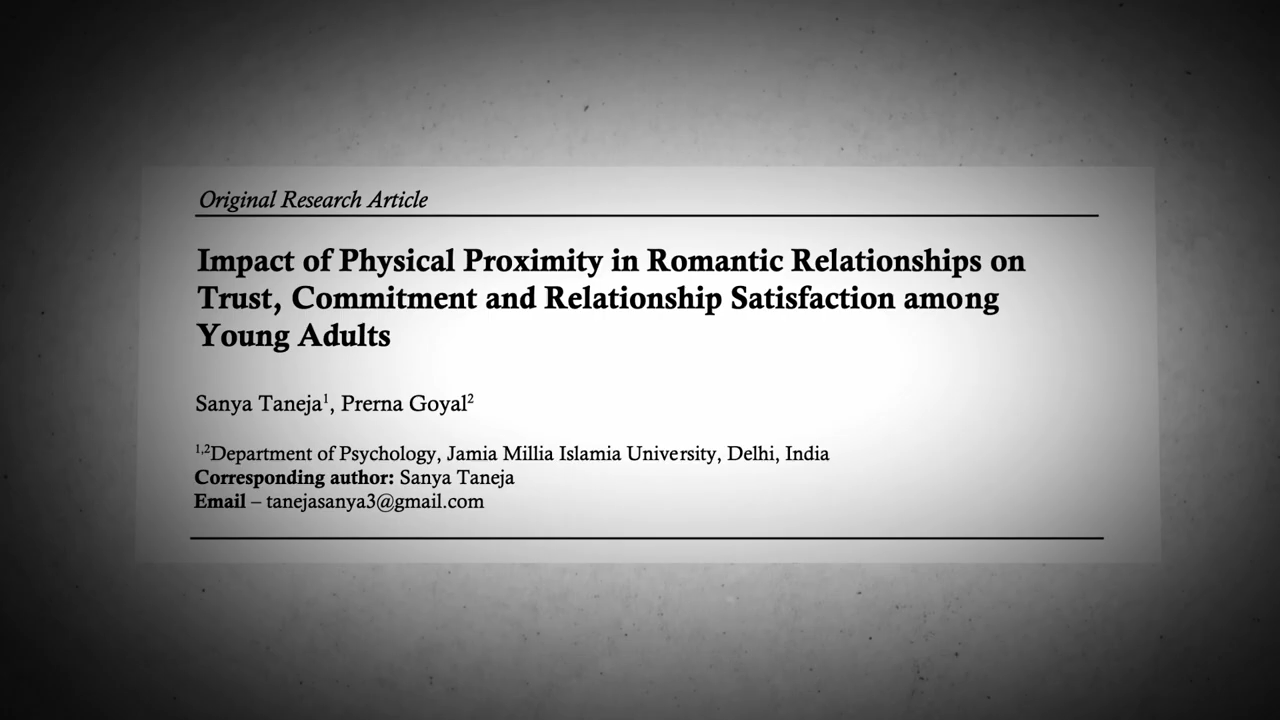 Original Research Article
Impact of Physical Proximity in Romantic Relationships on
Trust, Commitment and Relationship Satisfaction among
Young Adults
Sanya Taneja¹, Prerna Goyal²
¹,²Department of Psychology, Jamia Millia Islamia University, Delhi, India
Corresponding author: Sanya Taneja
Email – tanejasanya3@gmail.com